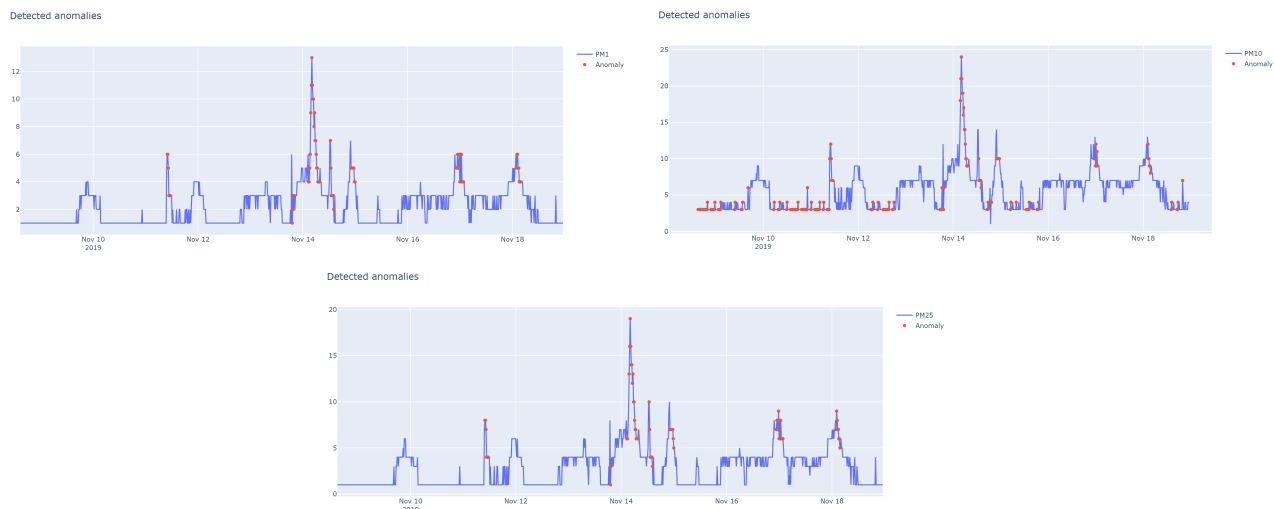 Detected anomalies
PM1
Anomaly
12
10
8
6
4
2
Nov 10
2019
Nov 12
Nov 14
Nov 16
Nov 18
Detected anomalies
PM10
Anomaly
25
20
15
10
5
0
Nov 10
2019
Nov 12
Nov 14
Nov 16
Nov 18
Detected anomalies
PM25
Anomaly
20
15
10
5
0
Nov 10
2019
Nov 12
Nov 14
Nov 16
Nov 18